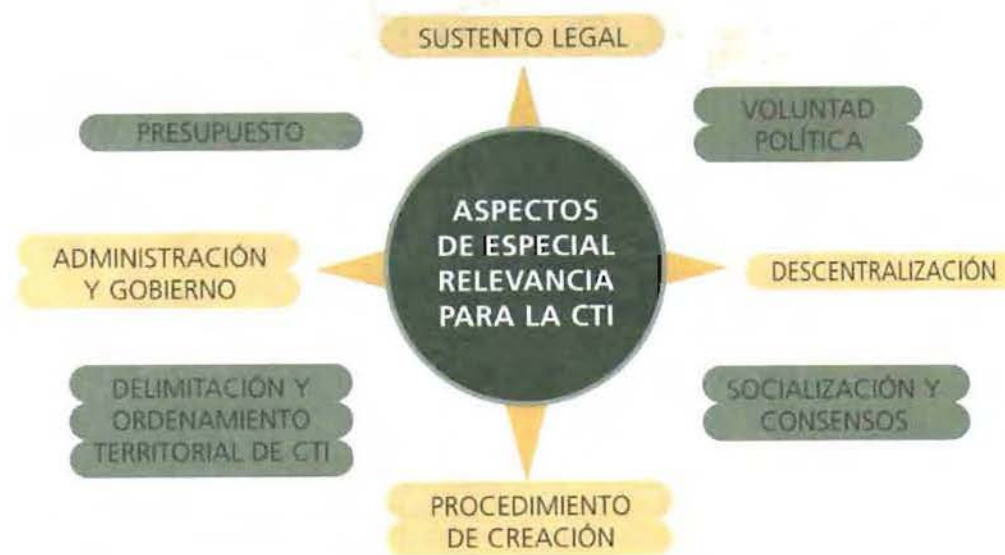 SUSTENTO LEGAL
PRESUPUESTO
VOLUNTAD
POLÍTICA
ASPECTOS
DE ESPECIAL
RELEVANCIA
PARA LA CTI
ADMINISTRACIÓN
Y GOBIERNO
DESCENTRALIZACIÓN
DELIMITACIÓN Y
ORDENAMIENTO
TERRITORIAL DE CTI
SOCIALIZACIÓN Y
CONSENSOS
PROCEDIMIENTO
DE CREACIÓN